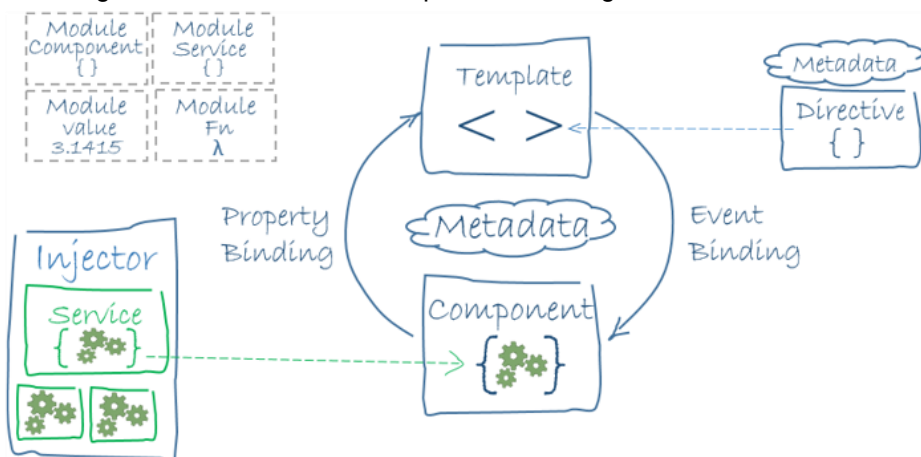 Module
Component
{ }
Module
Service
{ }
Module
value
3.1415
Module
Fn
λ
Template
< >
Metadata
Directive
{ }
Property
Binding
Metadata
Event
Binding
Injector
Service
{ }
Component
{ }